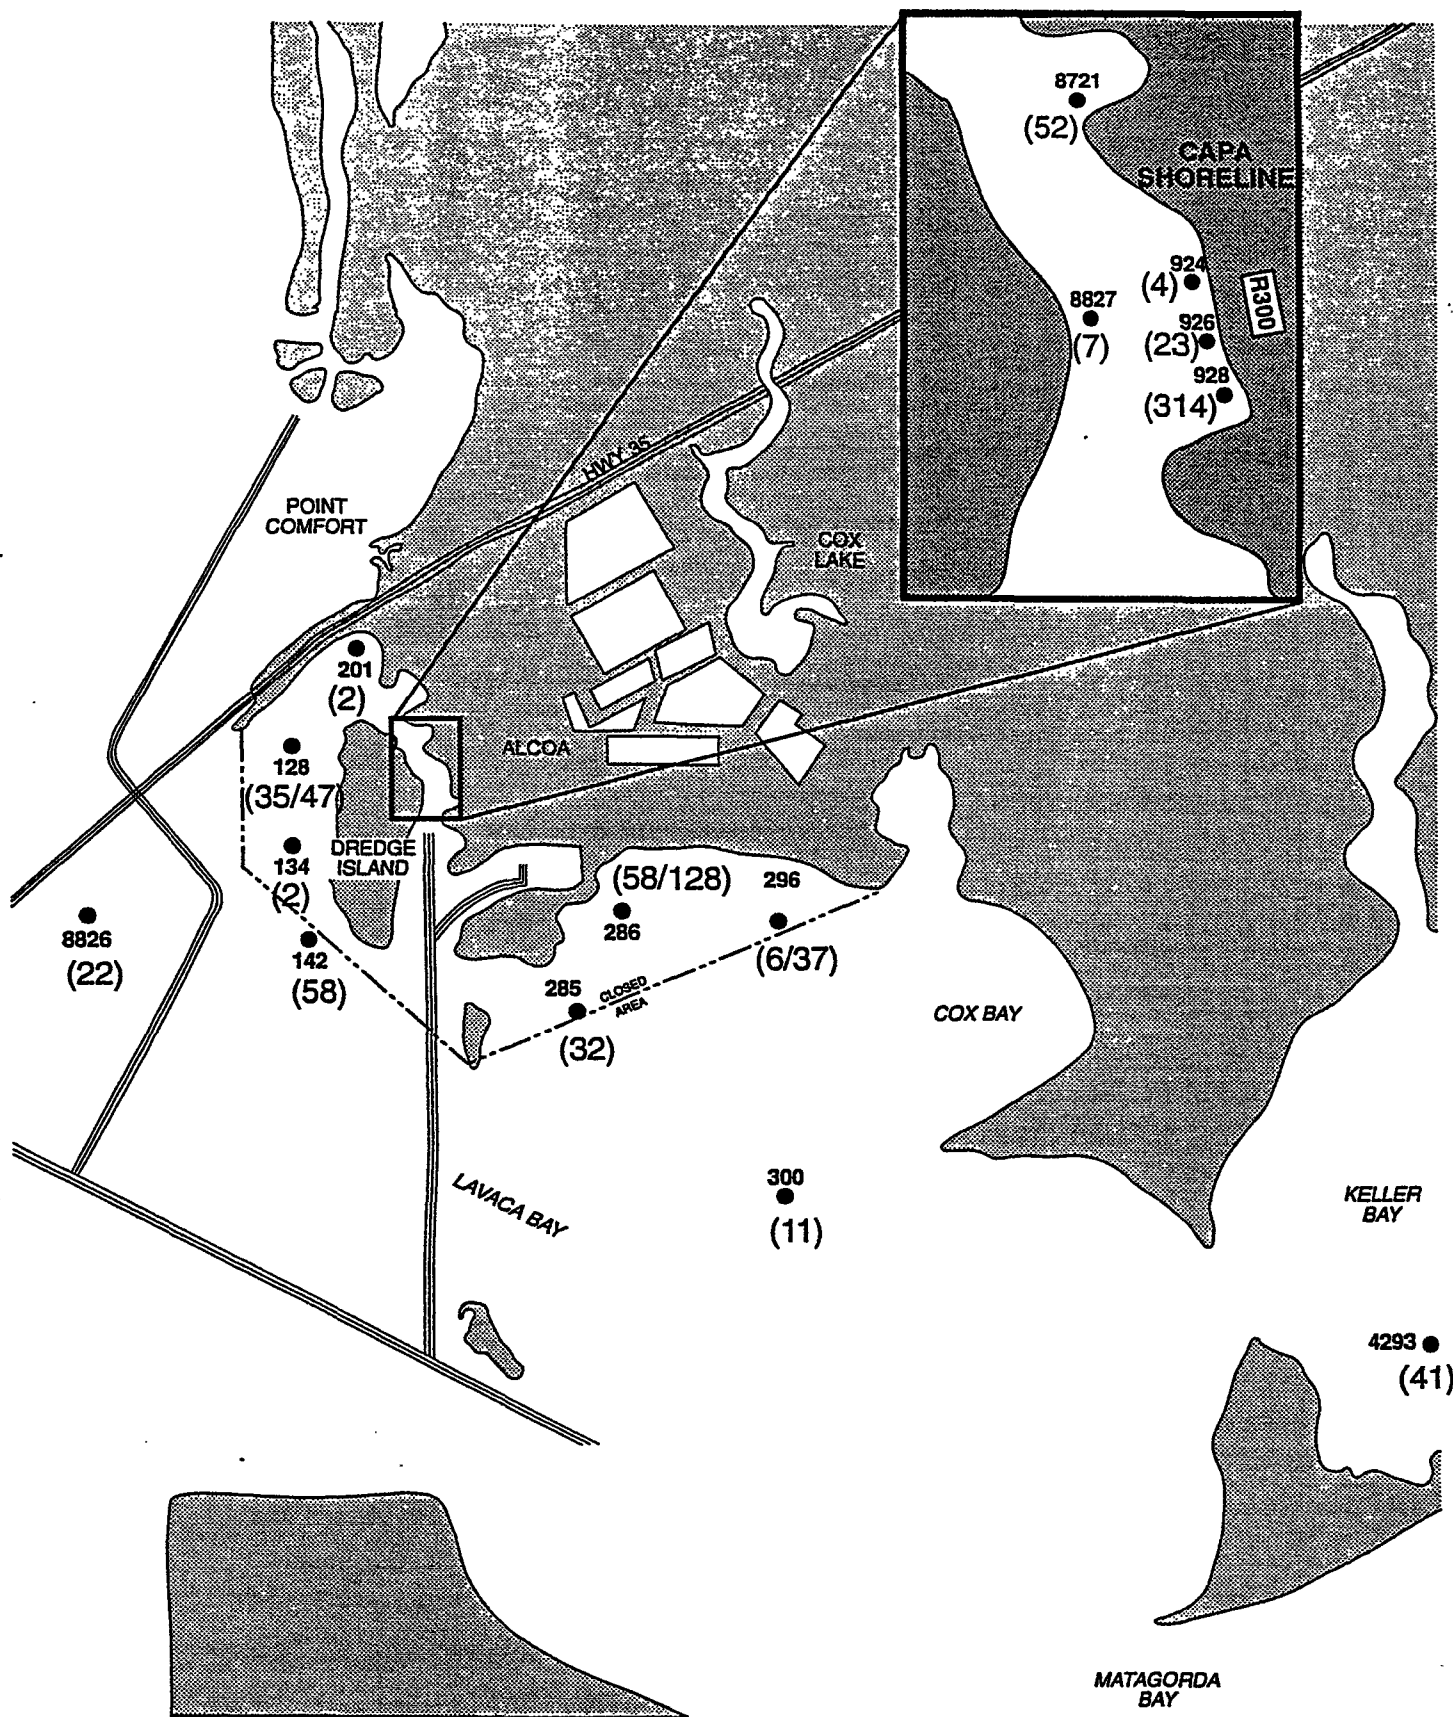 8721
(52)
CAPA
SHORELINE
924
(4)
R300
8827
(7)
926
(23)
928
(314)
HWY 35
POINT
COMFORT
COX
LAKE
201
(2)
ALCOA
128
(35/47)
DREDGE
ISLAND
134
(2)
(58/128)
296
286
8826
(22)
142
(58)
(6/37)
285
CLOSED
AREA
(32)
COX BAY
LAVACA BAY
300
(11)
KELLER
BAY
4293
(41)
MATAGORDA
BAY